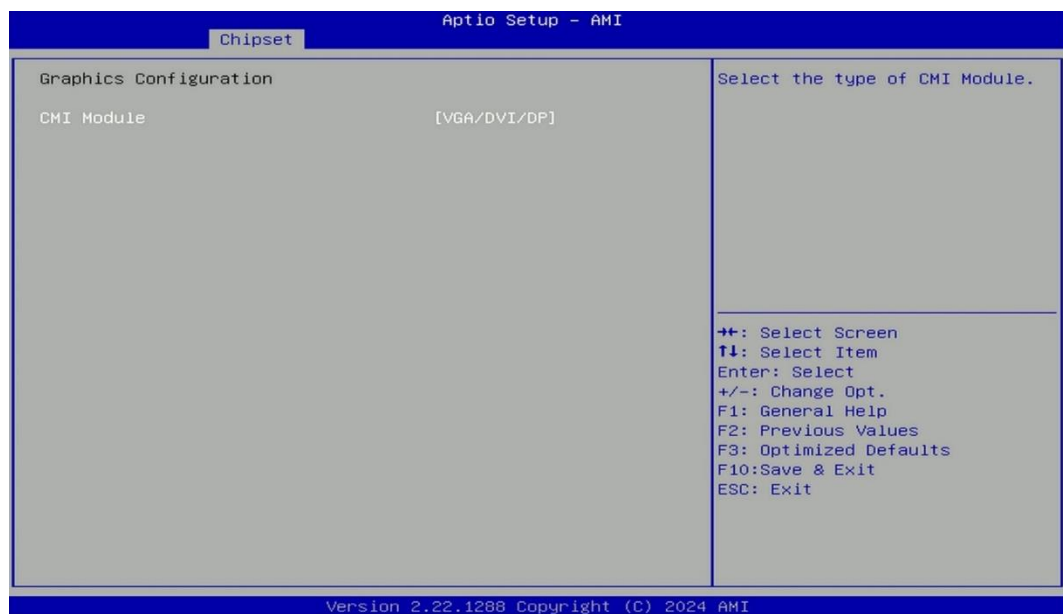 Aptio Setup – AMI
Chipset
Graphics Configuration
CMI Module [VGA/DVI/DP]
Select the type of CMI Module.
→←: Select Screen
↑↓: Select Item
Enter: Select
+/-: Change Opt.
F1: General Help
F2: Previous Values
F3: Optimized Defaults
F10:Save & Exit
ESC: Exit
Version 2.22.1288 Copyright (C) 2024 AMI